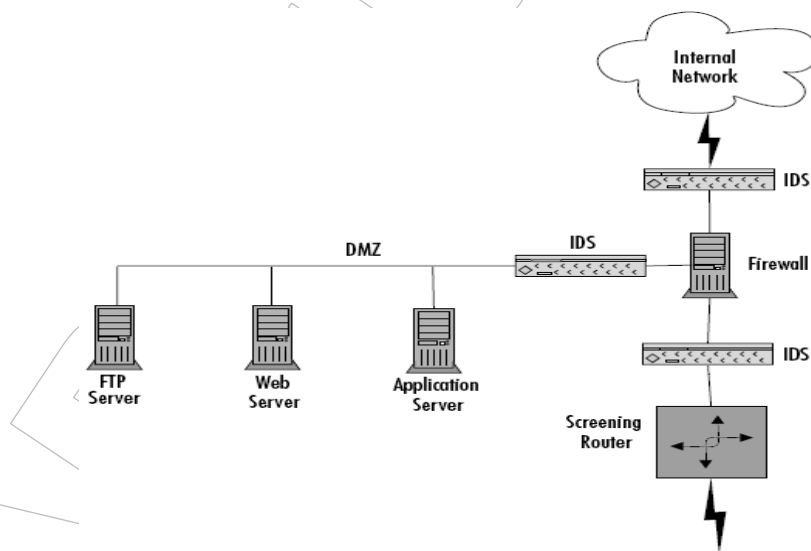 Internal
Network
IDS
DMZ
IDS
Firewall
IDS
FTP
Server
Web
Server
Application
Server
Screening
Router